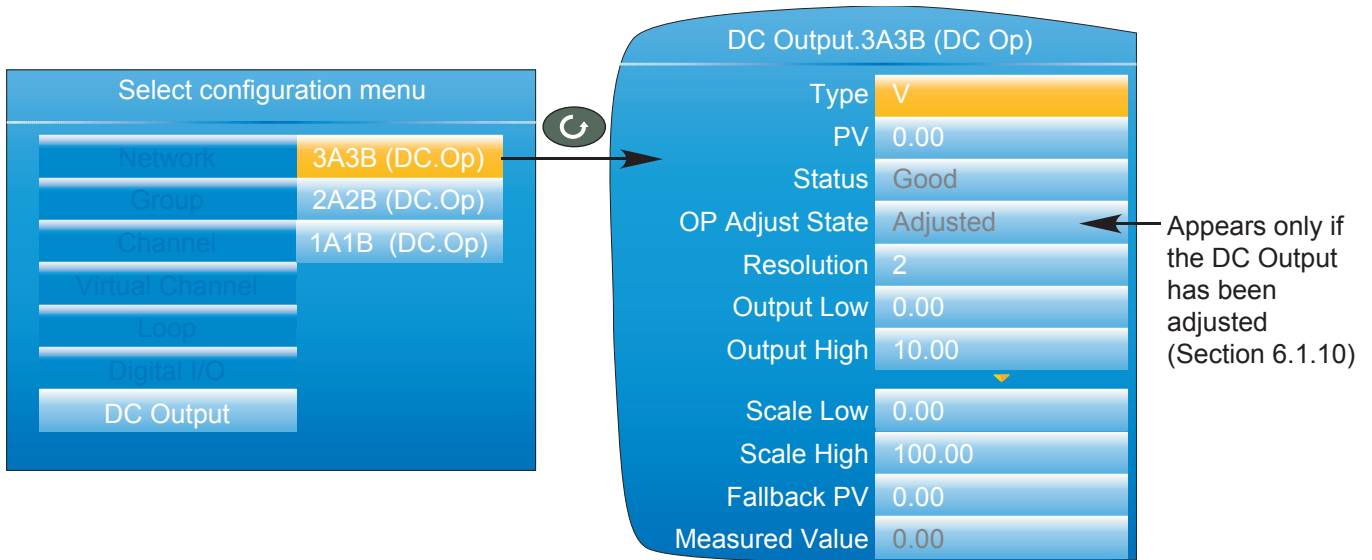 Select configuration menu
Network
3A3B (DC.Op)
Group
2A2B (DC.Op)
Channel
1A1B (DC.Op)
Virtual Channel
Loop
Digital I/O
DC Output
DC Output.3A3B (DC Op)
Type V
PV 0.00
Status Good
OP Adjust State Adjusted
Resolution 2
Output Low 0.00
Output High 10.00
Scale Low 0.00
Scale High 100.00
Fallback PV 0.00
Measured Value 0.00
Appears only if
the DC Output
has been
adjusted
(Section 6.1.10)